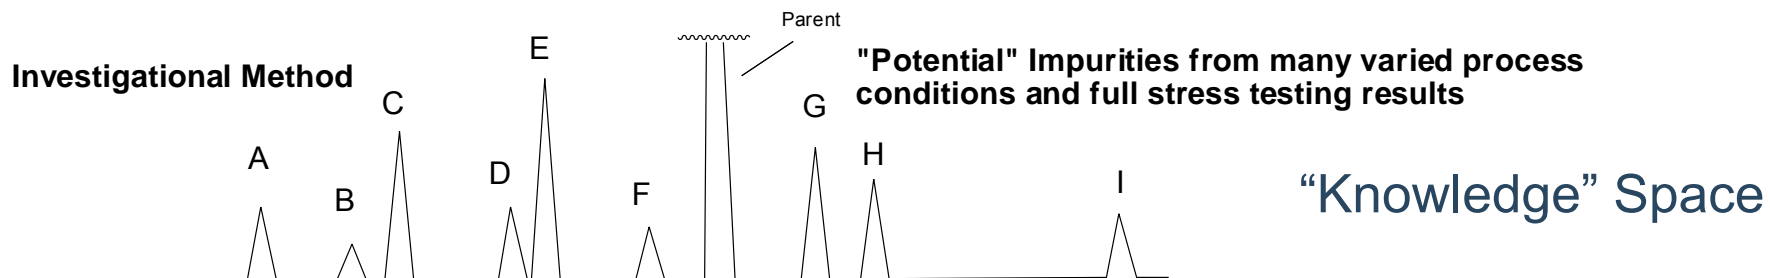 Parent
Investigational Method
"Potential" Impurities from many varied process
conditions and full stress testing results
A
B
C
D
E
F
G
H
I
“Knowledge” Space